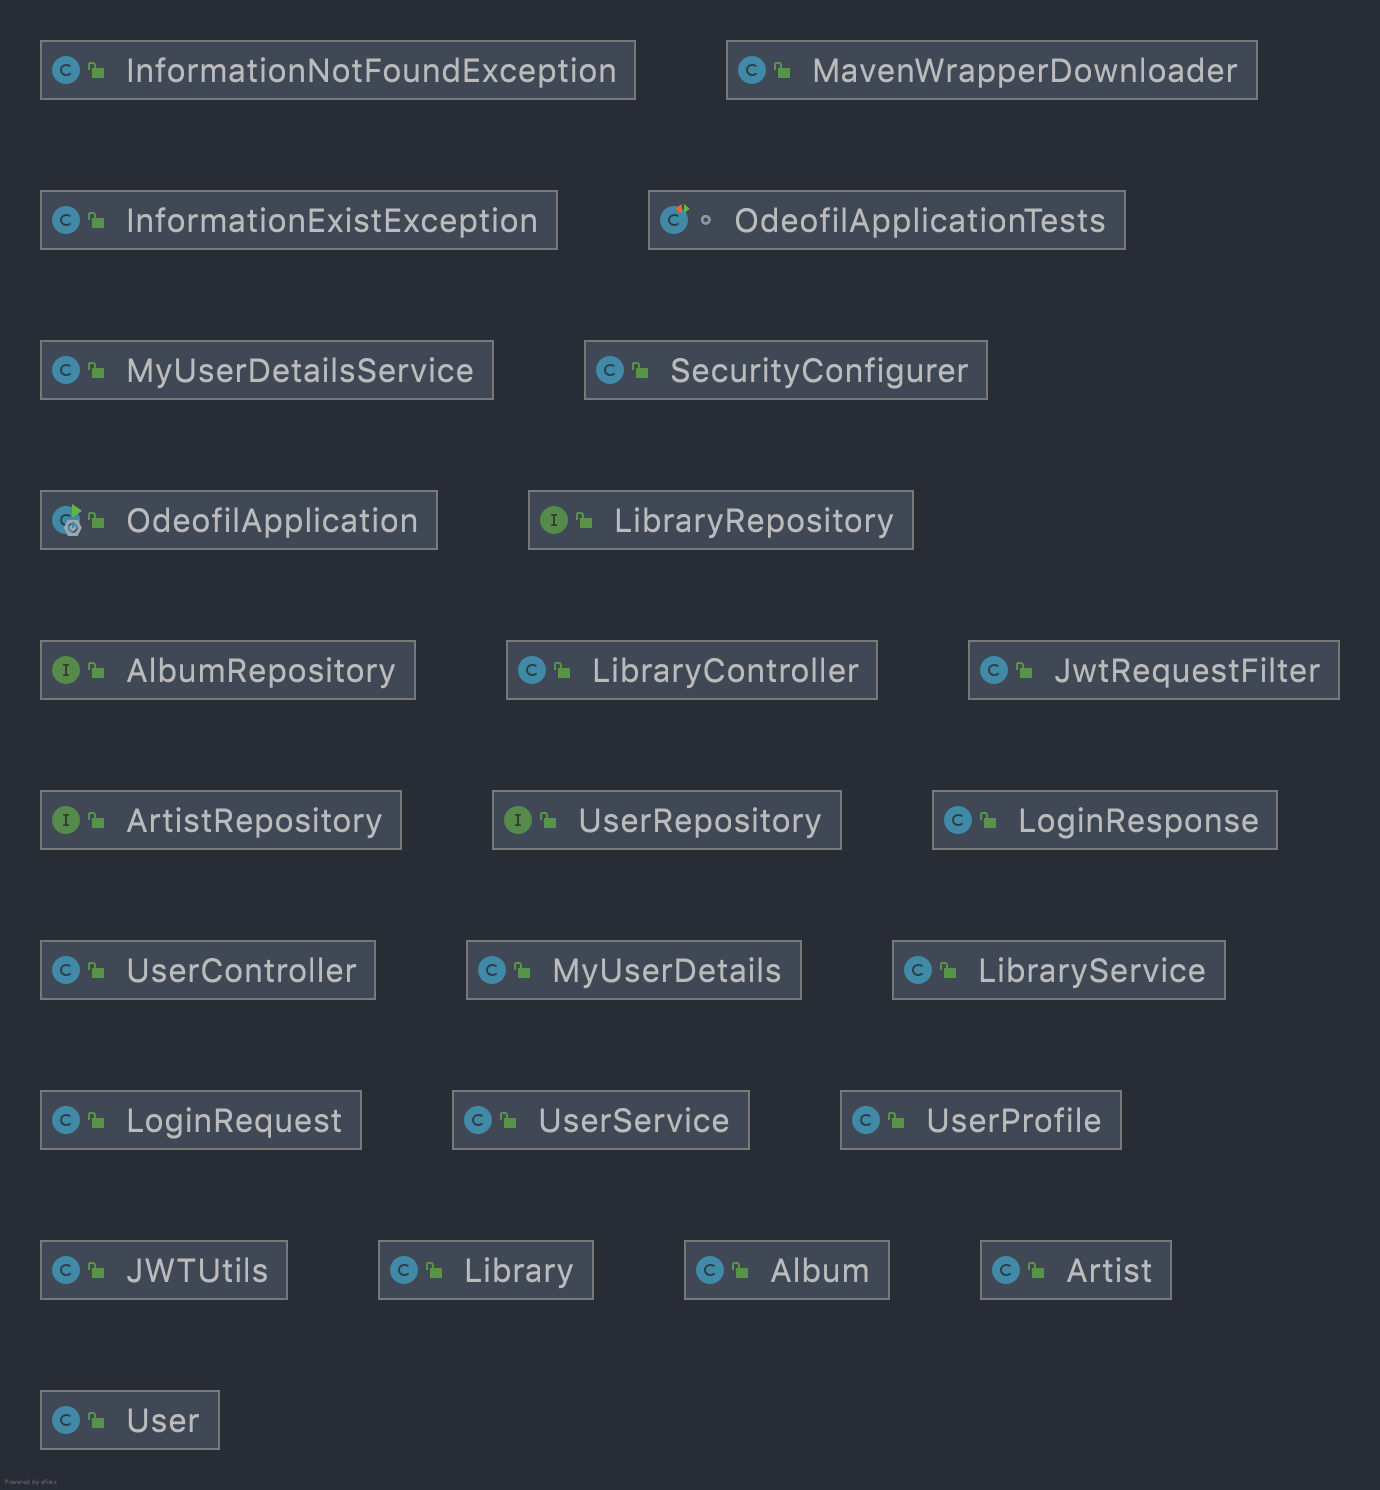 InformationNotFoundException MavenWrapperDownloader
InformationExistException OdeofilApplicationTests
MyUserDetailsService SecurityConfigurer
OdeofilApplication LibraryRepository
AlbumRepository LibraryController JwtRequestFilter
ArtistRepository UserRepository LoginResponse
UserController MyUserDetails LibraryService
LoginRequest UserService UserProfile
JWTUtils Library Album Artist
User
Powered by yFiles